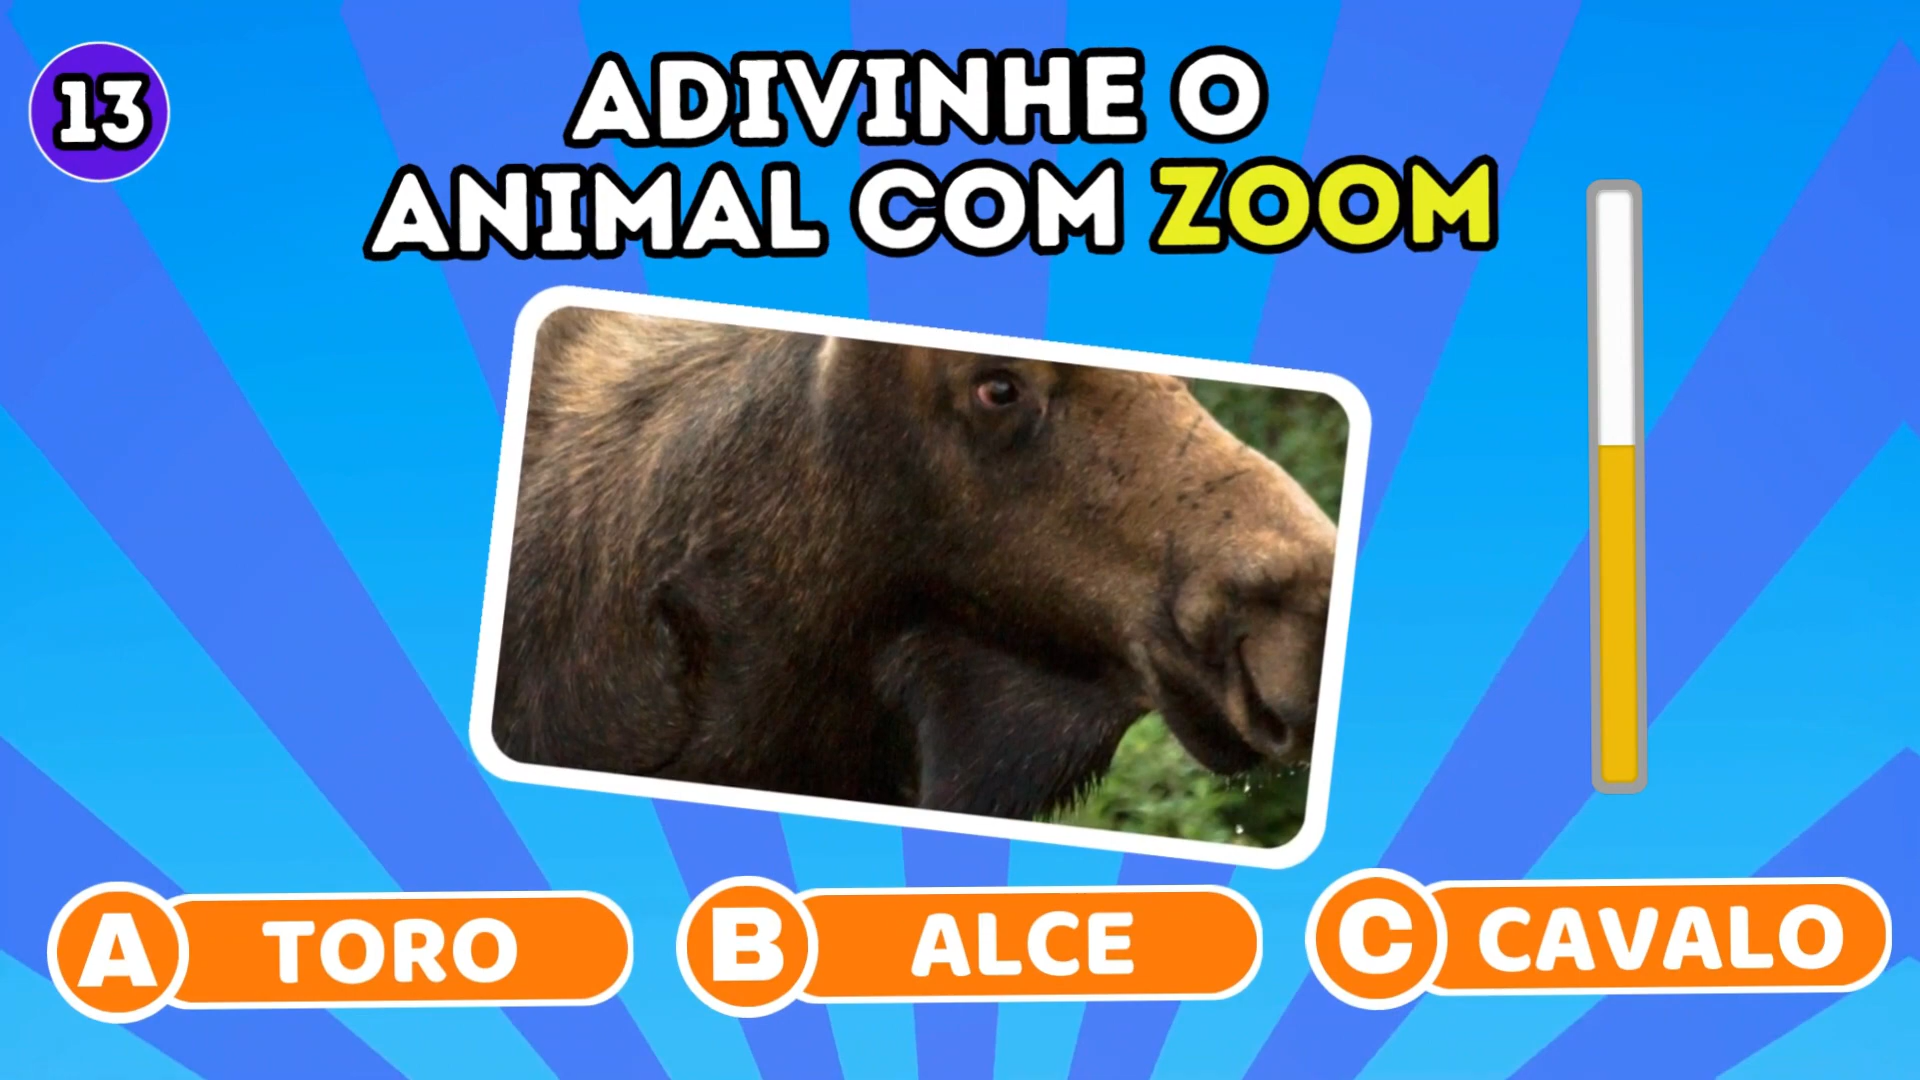 13
ADIVINHE O
ANIMAL COM ZOOM
A TORO
B ALCE
C CAVALO